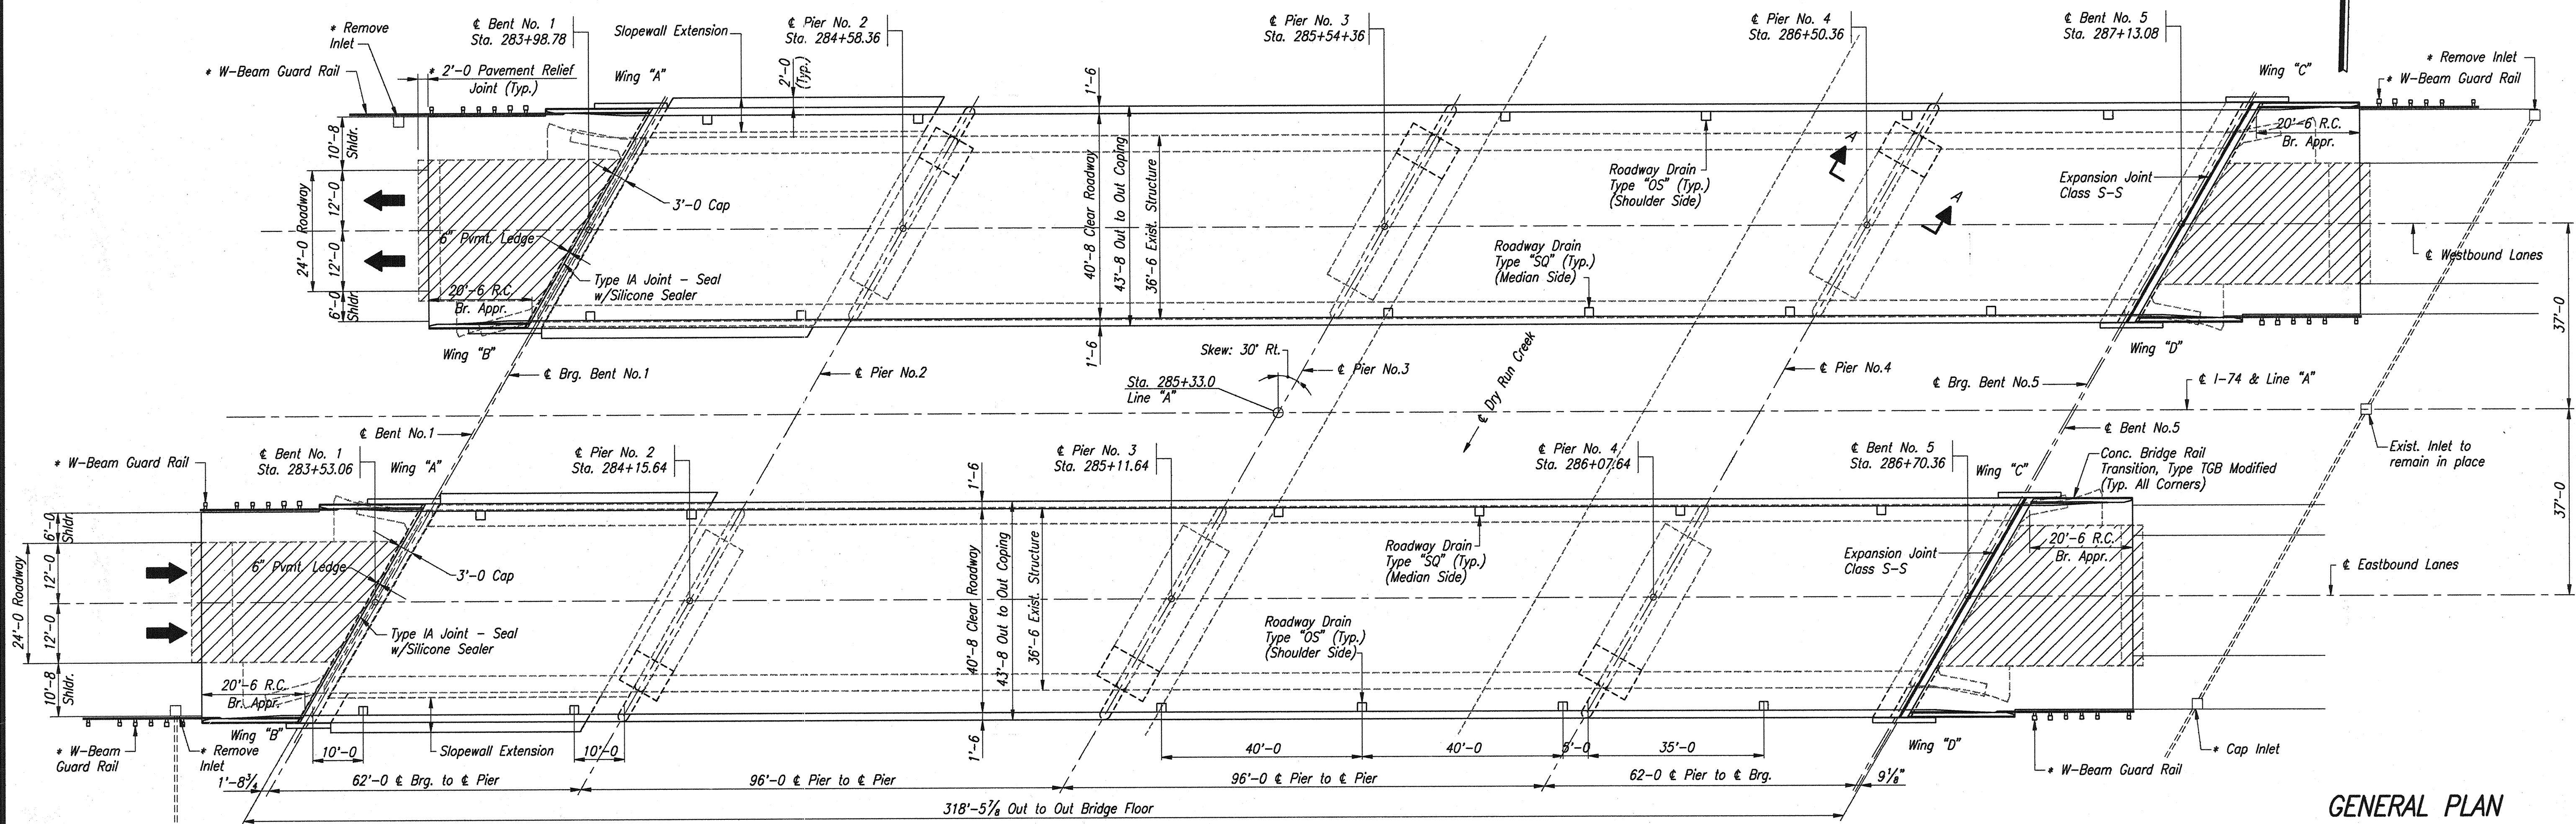 * Remove
Inlet
* W-Beam Guard Rail
* 2'-0 Pavement Relief
Joint (Typ.)
℄ Bent No. 1
Sta. 283+98.78
Wing "A"
Slopewall Extension
2'-0
(Typ.)
℄ Pier No. 2
Sta. 284+58.36
1'-6
℄ Pier No. 3
Sta. 285+54+36
℄ Pier No. 4
Sta. 286+50.36
℄ Bent No. 5
Sta. 287+13.08
Wing "C"
* Remove Inlet
* W-Beam Guard Rail
10'-8
Shldr.
24'-0 Roadway
12'-0
12'-0
6'-0
Shldr.
3'-0 Cap
6" Pvmt. Ledge
Type IA Joint - Seal
w/Silicone Sealer
20'-6 R.C.
Br. Appr.
Wing "B"
40'-8 Clear Roadway
43'-8 Out to Out Coping
36'-6 Exist. Structure
1'-6
Roadway Drain
Type "OS" (Typ.)
(Shoulder Side)
Roadway Drain
Type "SQ" (Typ.)
(Median Side)
A
A
Expansion Joint
Class S-S
20'-6 R.C.
Br. Appr.
℄ Westbound Lanes
Wing "D"
37'-0
℄ Brg. Bent No.1
℄ Pier No.2
Skew: 30° Rt.
Sta. 285+33.0
Line "A"
℄ Pier No.3
℄ Dry Run Creek
℄ Pier No.4
℄ Brg. Bent No.5
℄ I-74 & Line "A"
℄ Bent No.1
℄ Bent No.5
Exist. Inlet to
remain in place
37'-0
* W-Beam Guard Rail
℄ Bent No. 1
Sta. 283+53.06
Wing "A"
℄ Pier No. 2
Sta. 284+15.64
1'-6
℄ Pier No. 3
Sta. 285+11.64
℄ Pier No. 4
Sta. 286+07.64
℄ Bent No. 5
Sta. 286+70.36
Wing "C"
Conc. Bridge Rail
Transition, Type TGB Modified
(Typ. All Corners)
6'-0
Shldr.
24'-0 Roadway
12'-0
12'-0
10'-8
Shldr.
6" Pvmt. Ledge
3'-0 Cap
Type IA Joint - Seal
w/Silicone Sealer
20'-6 R.C.
Br. Appr.
40'-8 Clear Roadway
43'-8 Out to Out Coping
36'-6 Exist. Structure
Roadway Drain
Type "SQ" (Typ.)
(Median Side)
Roadway Drain
Type "OS" (Typ.)
(Shoulder Side)
Expansion Joint
Class S-S
20'-6 R.C.
Br. Appr.
℄ Eastbound Lanes
* W-Beam
Guard Rail
* Remove
Inlet
Wing "B"
10'-0
Slopewall Extension
10'-0
1'-6
40'-0
40'-0
5'-0
35'-0
Wing "D"
* W-Beam Guard Rail
* Cap Inlet
1'-8¾
62'-0 ℄ Brg. to ℄ Pier
96'-0 ℄ Pier to ℄ Pier
96'-0 ℄ Pier to ℄ Pier
62-0 ℄ Pier to ℄ Brg.
9⅛"
318'-5⅞ Out to Out Bridge Floor
GENERAL PLAN